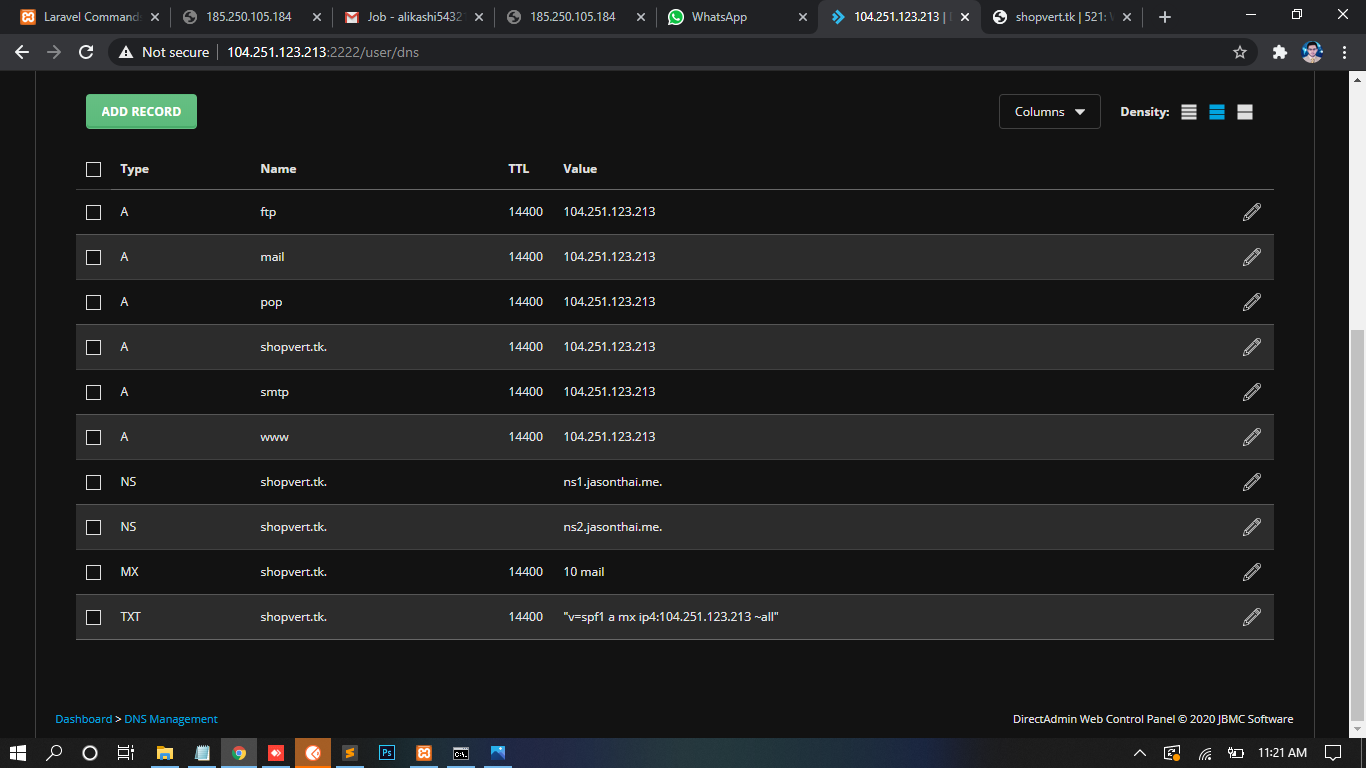 Laravel Command
185.250.105.184
Job - alikashi5432
185.250.105.184
WhatsApp
104.251.123.213 |
shopvert.tk | 521:
Not secure
104.251.123.213:2222/user/dns
ADD RECORD
Columns
Density:
Type Name TTL Value
A ftp 14400 104.251.123.213
A mail 14400 104.251.123.213
A pop 14400 104.251.123.213
A shopvert.tk. 14400 104.251.123.213
A smtp 14400 104.251.123.213
A www 14400 104.251.123.213
NS shopvert.tk. ns1.jasonthai.me.
NS shopvert.tk. ns2.jasonthai.me.
MX shopvert.tk. 14400 10 mail
TXT shopvert.tk. 14400 "v=spf1 a mx ip4:104.251.123.213 ~all"
Dashboard > DNS Management
DirectAdmin Web Control Panel © 2020 JBMC Software
Ps
C:\
11:21 AM